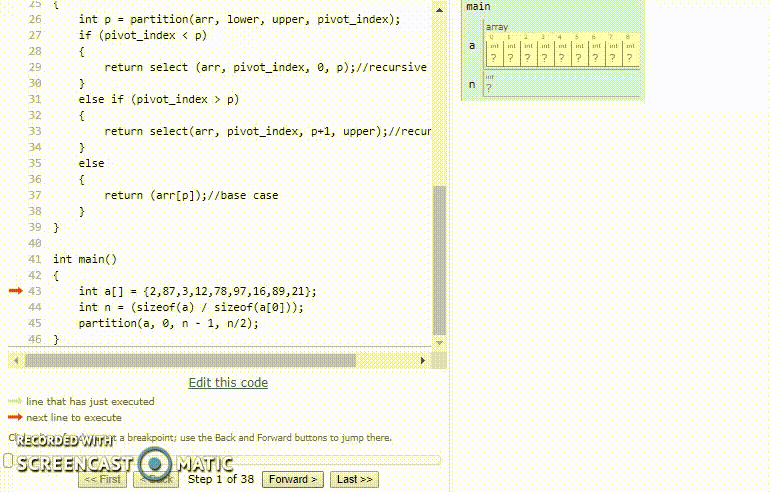 25 {
26     int p = partition(arr, lower, upper, pivot_index);
27     if (pivot_index < p)
28     {
29         return select (arr, pivot_index, 0, p);//recursive
30     }
31     else if (pivot_index > p)
32     {
33         return select(arr, pivot_index, p+1, upper);//recur
34     }
35     else
36     {
37         return (arr[p]);//base case
38     }
39 }
40
41 int main()
42 {
43     int a[] = {2,87,3,12,78,97,16,89,21};
44     int n = (sizeof(a) / sizeof(a[0]));
45     partition(a, 0, n - 1, n/2);
46 }
Edit this code
line that has just executed
next line to execute
a breakpoint; use the Back and Forward buttons to jump there.
RECORDED WITH
SCREENCAST MATIC
<< First < Back Step 1 of 38 Forward > Last >>
main
array
0 1 2 3 4 5 6 7 8
a int int int int int int int int int
? ? ? ? ? ? ? ? ?
n int
?